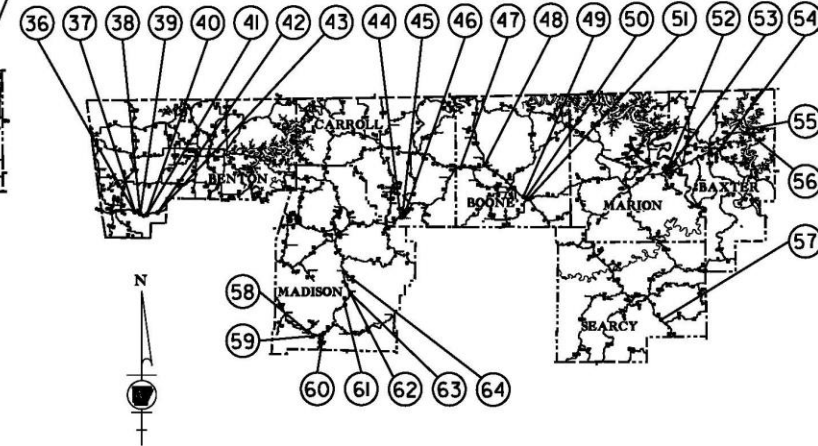 36 37 38 39 40 41 42 43 44 45 46 47 48 49 50 51 52 53 54
CARROLL
55
BENTON
BAXTER
56
BOONE
MARION
57
N
MADISON
58
SEARCY
59
60 61 62 63 64